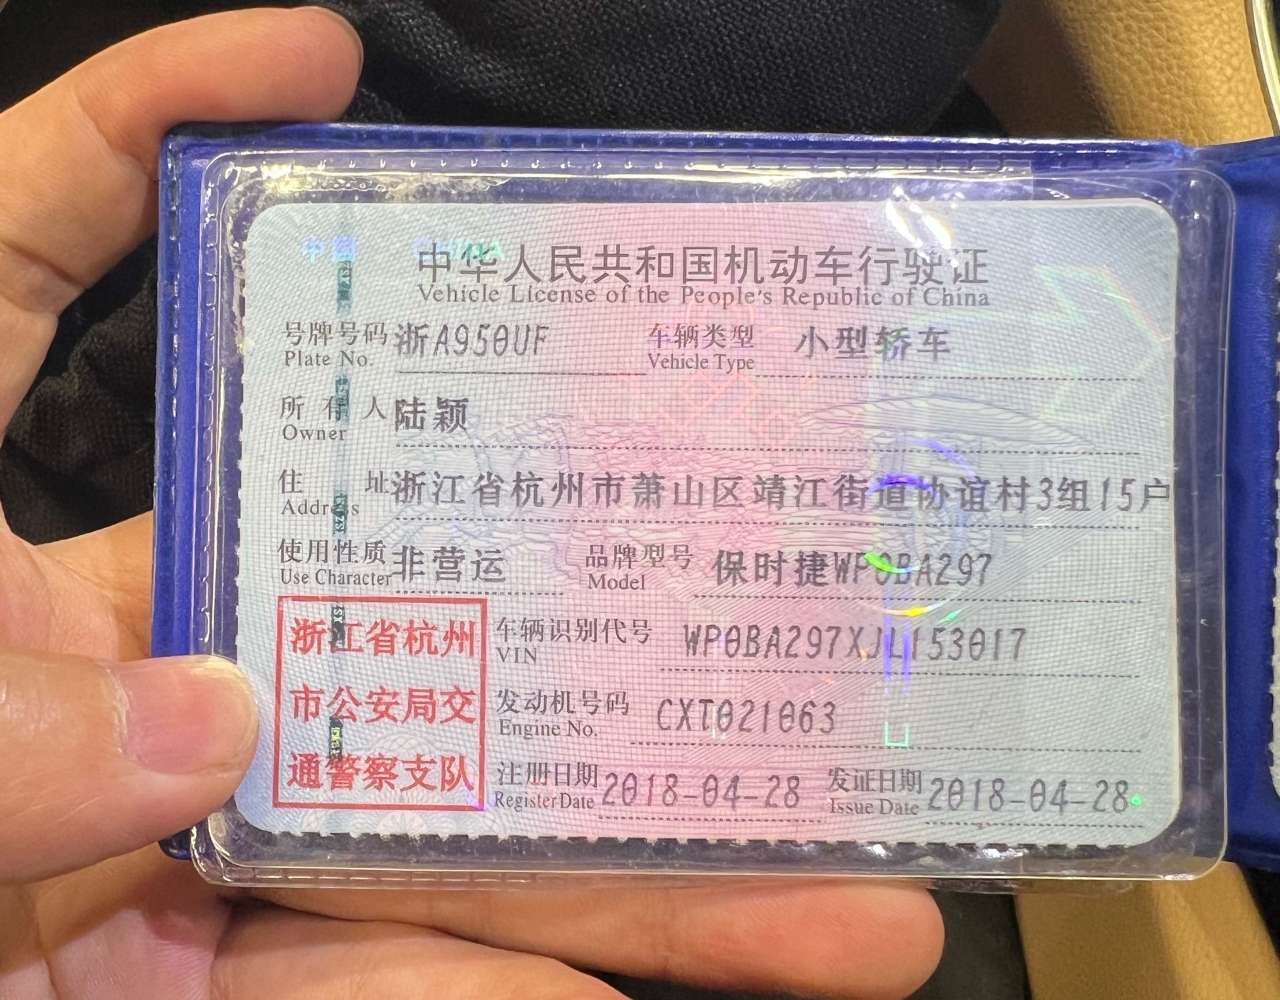 中国 CHINA
中华人民共和国机动车行驶证
Vehicle License of the People's Republic of China
号牌号码 浙A950UF 车辆类型 小型轿车
Plate No. Vehicle Type
所有人 陆颖
Owner
住址 浙江省杭州市萧山区靖江街道协谊村3组15户
Address
使用性质 非营运 品牌型号 保时捷WP0BA297
Use Character Model
浙江省杭州
市公安局交
通警察支队
车辆识别代号 WP0BA297XJL153017
VIN
发动机号码 CXT021063
Engine No.
注册日期 2018-04-28 发证日期 2018-04-28
Register Date Issue Date